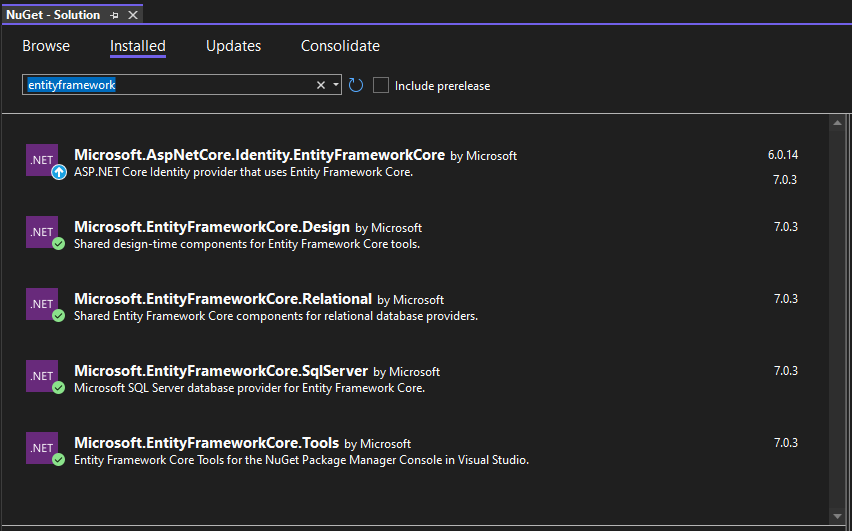 NuGet - Solution
Browse Installed Updates Consolidate
entityframework Include prerelease
.NET Microsoft.AspNetCore.Identity.EntityFrameworkCore by Microsoft 6.0.14
ASP.NET Core Identity provider that uses Entity Framework Core.
7.0.3
.NET Microsoft.EntityFrameworkCore.Design by Microsoft 7.0.3
Shared design-time components for Entity Framework Core tools.
.NET Microsoft.EntityFrameworkCore.Relational by Microsoft 7.0.3
Shared Entity Framework Core components for relational database providers.
.NET Microsoft.EntityFrameworkCore.SqlServer by Microsoft 7.0.3
Microsoft SQL Server database provider for Entity Framework Core.
.NET Microsoft.EntityFrameworkCore.Tools by Microsoft 7.0.3
Entity Framework Core Tools for the NuGet Package Manager Console in Visual Studio.